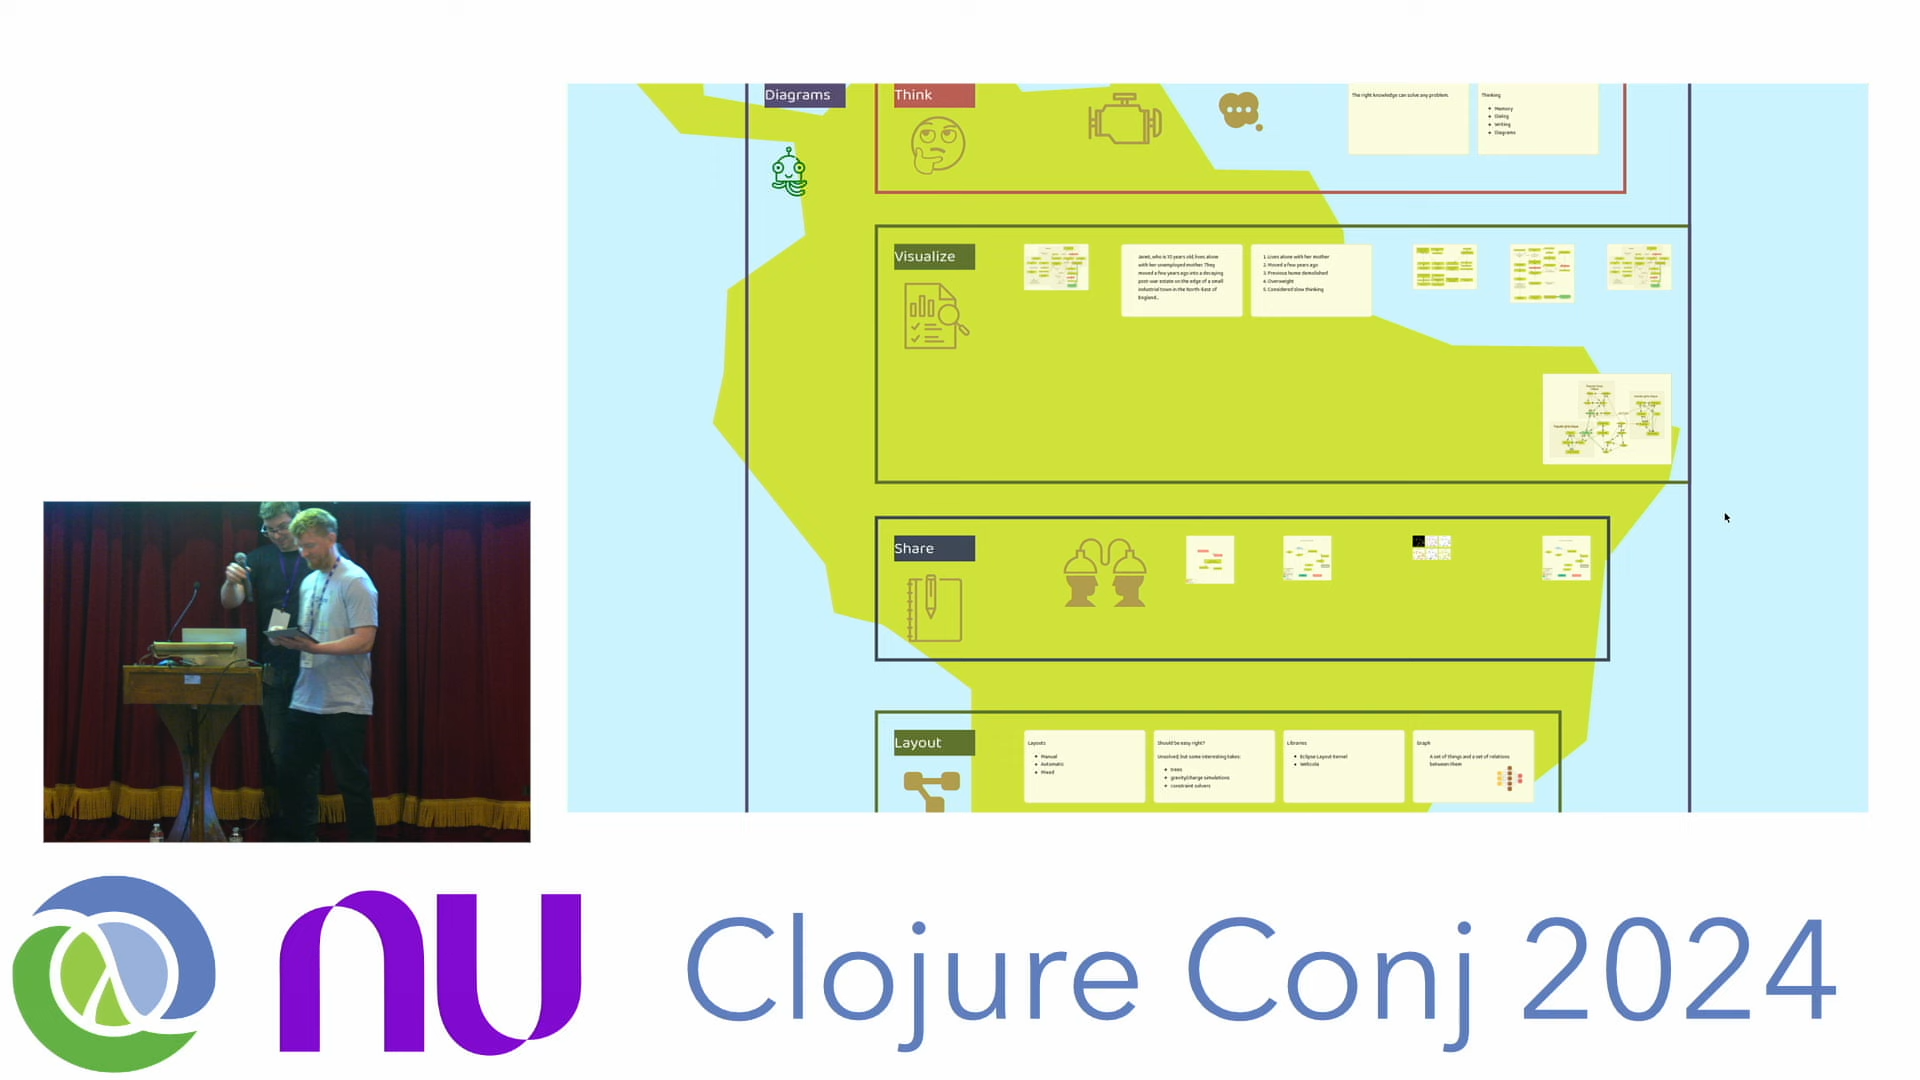 Diagrams
Think
The right knowledge can solve any problem.
Thinking
Memory
Dialog
Writing
Diagrams
Visualize
Janet, who is 10 years old, lives alone
with her unemployed mother. They
moved a few years ago into a decaying
post-war estate on the edge of a small
industrial town in the North-East of
England...
1. Lives alone with her mother
2. Moved a few years ago
3. Previous home demolished
4. Overweight
5. Considered slow thinking
Share
Layout
Layouts
Manual
Automatic
Mixed
Should be easy right?
Unsolved, but some interesting takes:
trees
gravity/charge simulations
constraint solvers
Libraries
Eclipse Layout Kernel
WebCola
Graph
A set of things and a set of relations
between them
nu
Clojure Conj 2024